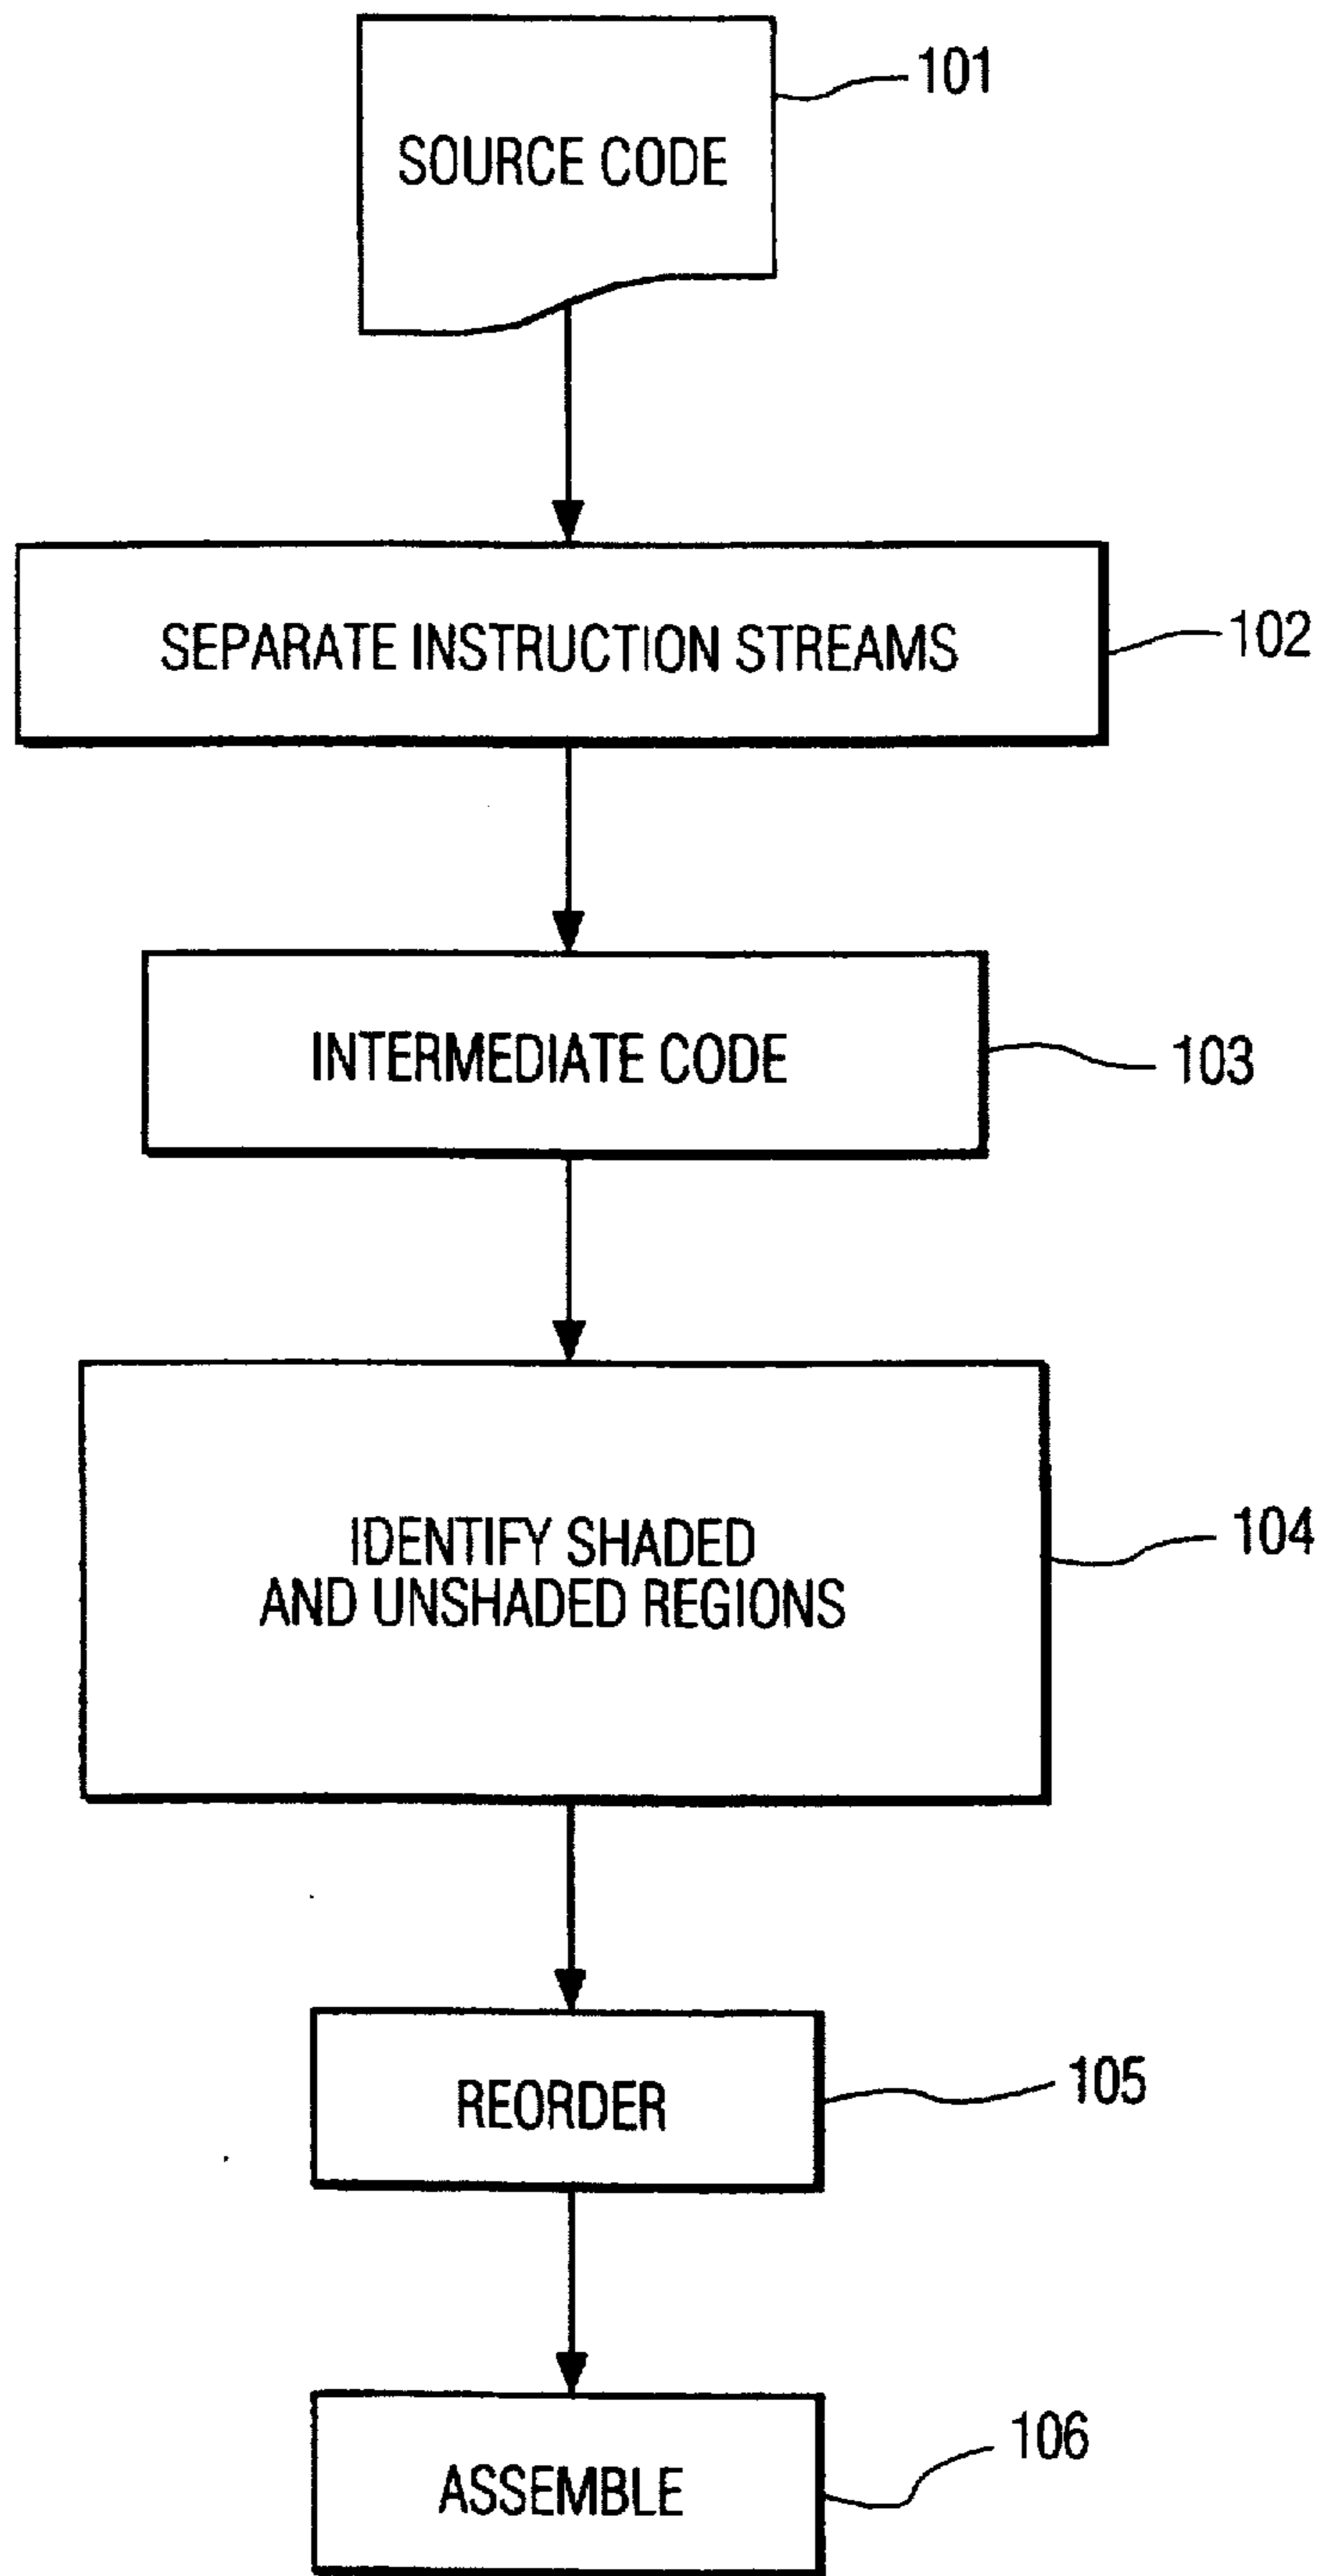 101
SOURCE CODE
SEPARATE INSTRUCTION STREAMS
102
INTERMEDIATE CODE
103
IDENTIFY SHADED
AND UNSHADED REGIONS
104
REORDER
105
ASSEMBLE
106